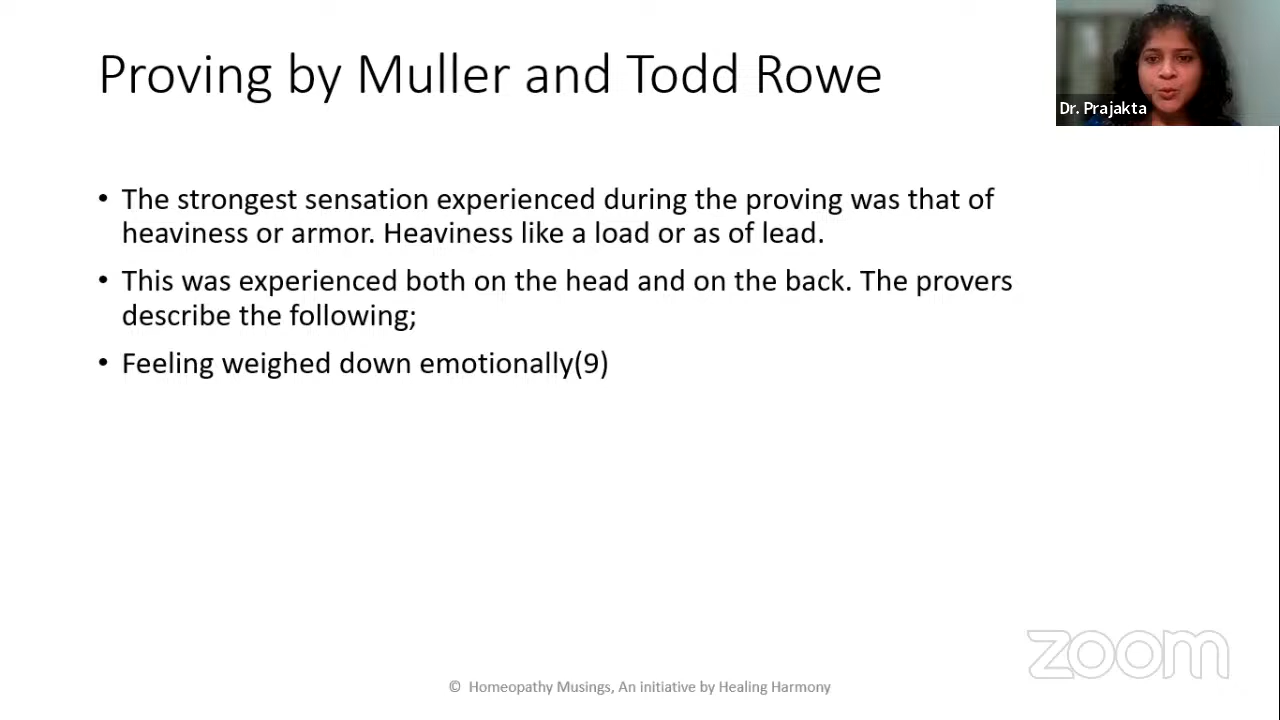 Proving by Muller and Todd Rowe
Dr. Prajakta
• The strongest sensation experienced during the proving was that of
heaviness or armor. Heaviness like a load or as of lead.
• This was experienced both on the head and on the back. The provers
describe the following;
• Feeling weighed down emotionally(9)
zoom
© Homeopathy Musings, An initiative by Healing Harmony